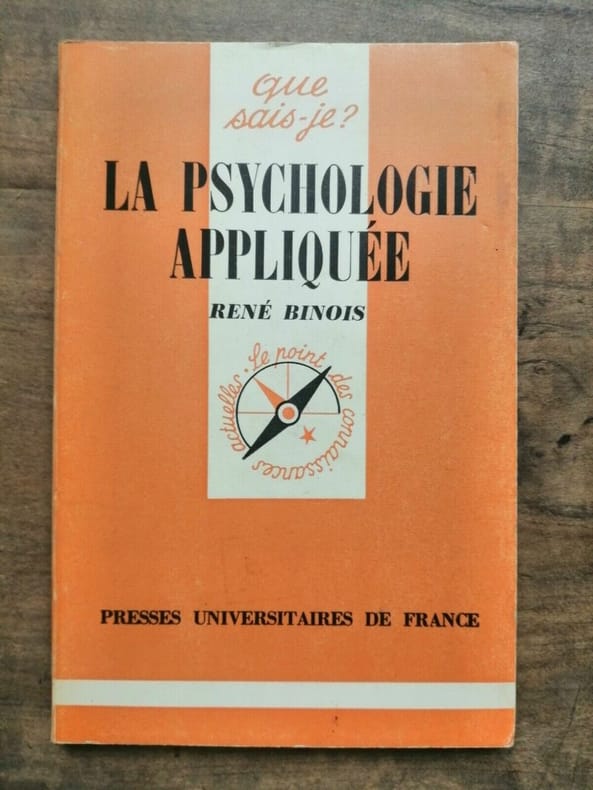 que
sais-je?
LA PSYCHOLOGIE
APPLIQUÉE
RENÉ BINOIS
Le point des connaissances actuelles.
PRESSES UNIVERSITAIRES DE FRANCE